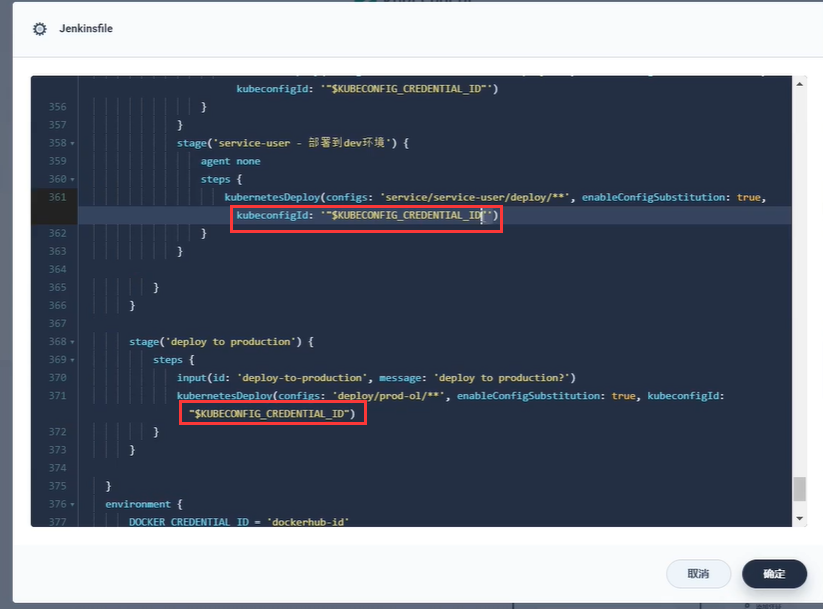 Jenkinsfile
kubeconfigId: '"$KUBECONFIG_CREDENTIAL_ID"')
356 }
357 }
358 stage('service-user - 部署到dev环境') {
359 agent none
360 steps {
361 kubernetesDeploy(configs: 'service/service-user/deploy/**', enableConfigSubstitution: true,
kubeconfigId: '"$KUBECONFIG_CREDENTIAL_ID"')
362 }
363 }
364
365 }
366 }
367
368 stage('deploy to production') {
369 steps {
370 input(id: 'deploy-to-production', message: 'deploy to production?')
371 kubernetesDeploy(configs: 'deploy/prod-ol/**', enableConfigSubstitution: true, kubeconfigId:
"$KUBECONFIG_CREDENTIAL_ID")
372 }
373 }
374
375 }
376 environment {
377 DOCKER_CREDENTIAL_ID = 'dockerhub-id'
取消
确定